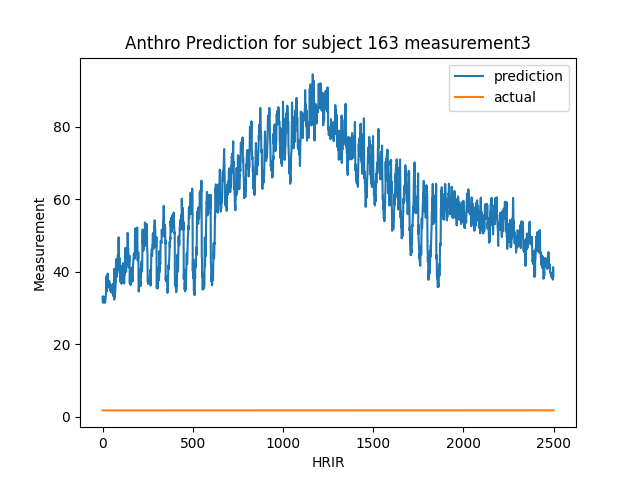 Anthro Prediction for subject 163 measurement3
prediction
actual
80
60
40
20
0
Measurement
0 500 1000 1500 2000 2500
HRIR